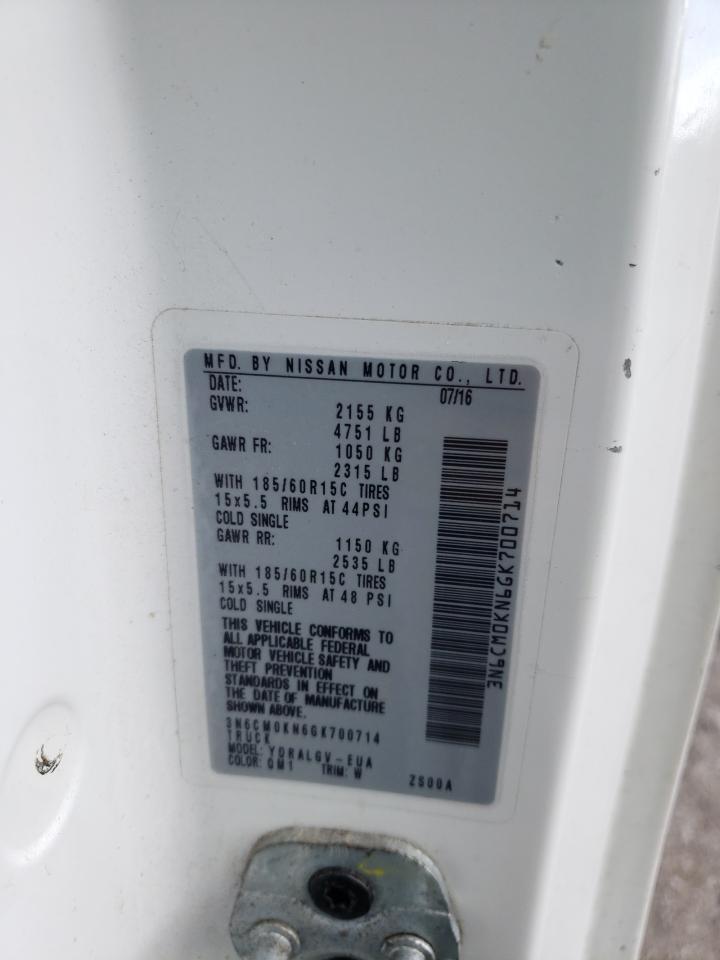 MFD. BY NISSAN MOTOR CO., LTD.
DATE: 07/16
GVWR: 2155 KG
4751 LB
GAWR FR: 1050 KG
2315 LB
WITH 185/60R15C TIRES
15x5.5 RIMS AT 44PSI
COLD SINGLE
GAWR RR: 1150 KG
2535 LB
WITH 185/60R15C TIRES
15x5.5 RIMS AT 48 PSI
COLD SINGLE
THIS VEHICLE CONFORMS TO
ALL APPLICABLE FEDERAL
MOTOR VEHICLE SAFETY AND
THEFT PREVENTION
STANDARDS IN EFFECT ON
THE DATE OF MANUFACTURE
SHOWN ABOVE.
3N6CM0KN6GK700714
TRUCK
MODEL: YDRALGV-EUA
COLOR: QM1 TRIM: W ZS00A
3N6CM0KN6GK700714